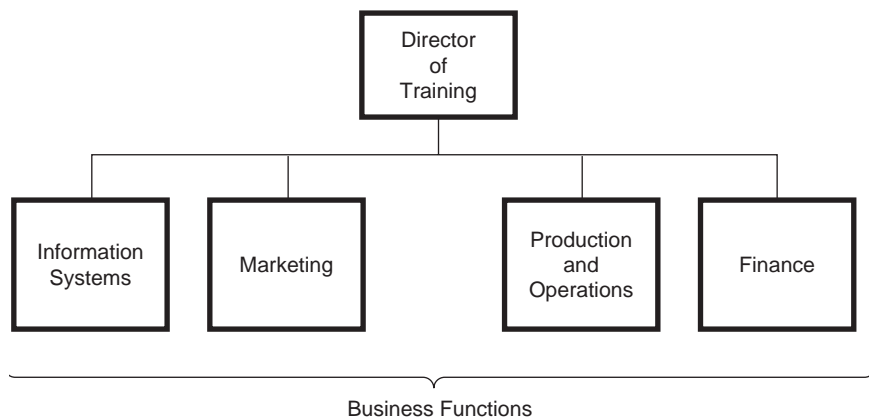 Director
of
Training
Information
Systems
Marketing
Production
and
Operations
Finance
Business Functions